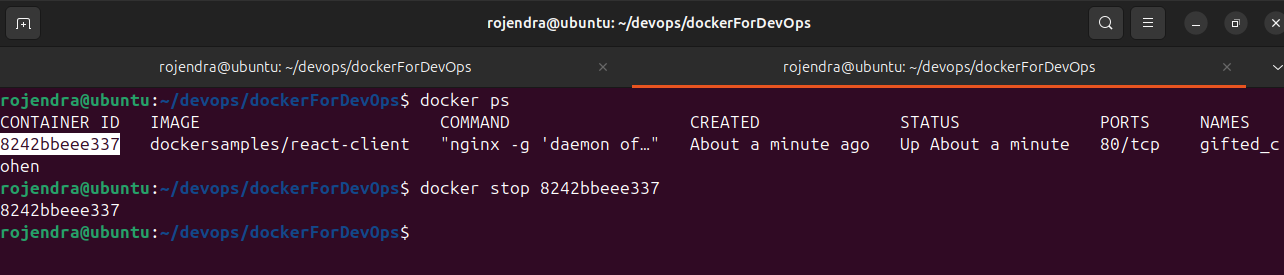 rojendra@ubuntu: ~/devops/dockerForDevOps
rojendra@ubuntu: ~/devops/dockerForDevOps × rojendra@ubuntu: ~/devops/dockerForDevOps ×
rojendra@ubuntu:~/devops/dockerForDevOps$ docker ps
CONTAINER ID   IMAGE                        COMMAND                  CREATED              STATUS              PORTS     NAMES
8242bbeee337   dockersamples/react-client   "nginx -g 'daemon of…"   About a minute ago   Up About a minute   80/tcp    gifted_c
ohen
rojendra@ubuntu:~/devops/dockerForDevOps$ docker stop 8242bbeee337
8242bbeee337
rojendra@ubuntu:~/devops/dockerForDevOps$